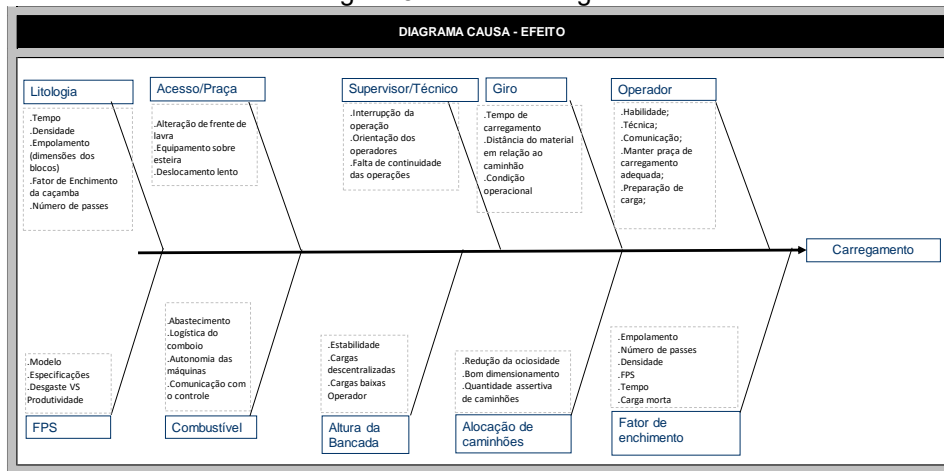 DIAGRAMA CAUSA - EFEITO
Litologia
.Tempo
.Densidade
.Empolamento
(dimensões dos
blocos)
.Fator de Enchimento
da caçamba
.Número de passes
Acesso/Praça
.Alteração de frente de
lavra
.Equipamento sobre
esteira
.Deslocamento lento
Supervisor/Técnico
.Interrupção da
operação
.Orientação dos
operadores
.Falta de continuidade
das operações
Giro
.Tempo de
carregamento
.Distância do material
em relação ao
caminhão
.Condição
operacional
Operador
.Habilidade;
.Técnica;
.Comunicação;
.Manter praça de
carregamento
adequada;
.Preparação de
carga;
Carregamento
.Modelo
.Especificações
.Desgaste VS
Produtividade
FPS
.Abastecimento
.Logística do
comboio
.Autonomia das
máquinas
.Comunicação com
o controle
Combustível
.Estabilidade
.Cargas
descentralizadas
.Cargas baixas
Operador
Altura da
Bancada
.Redução da ociosidade
.Bom dimensionamento
.Quantidade assertiva
de caminhões
Alocação de
caminhões
.Empolamento
.Número de passes
.Densidade
.FPS
.Tempo
.Carga morta
Fator de
enchimento